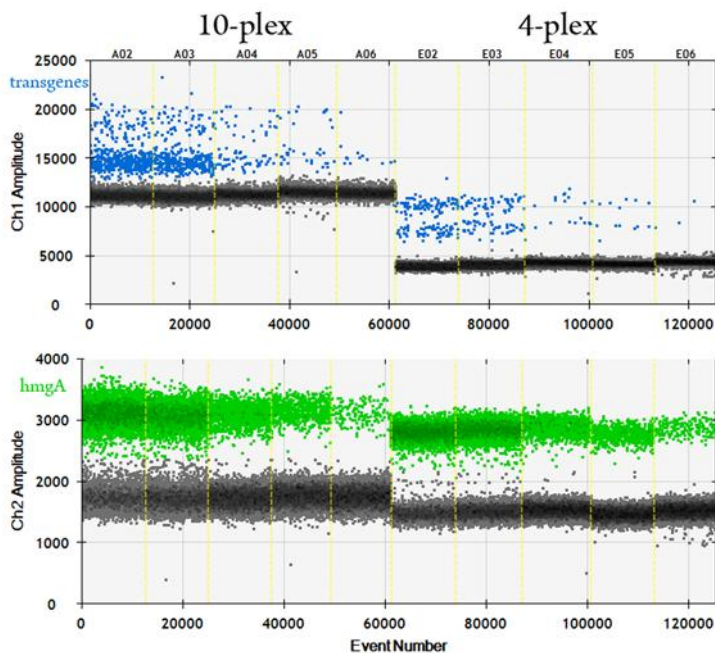 10-plex 4-plex
A02 A03 A04 A05 A06 E02 E03 E04 E05 E06
25000
transgenes
20000
15000
10000
5000
0
Ch1 Amplitude
0 20000 40000 60000 80000 100000 120000
4000
hmgA
3000
2000
1000
0
Ch2 Amplitude
0 20000 40000 60000 80000 100000 120000
Event Number